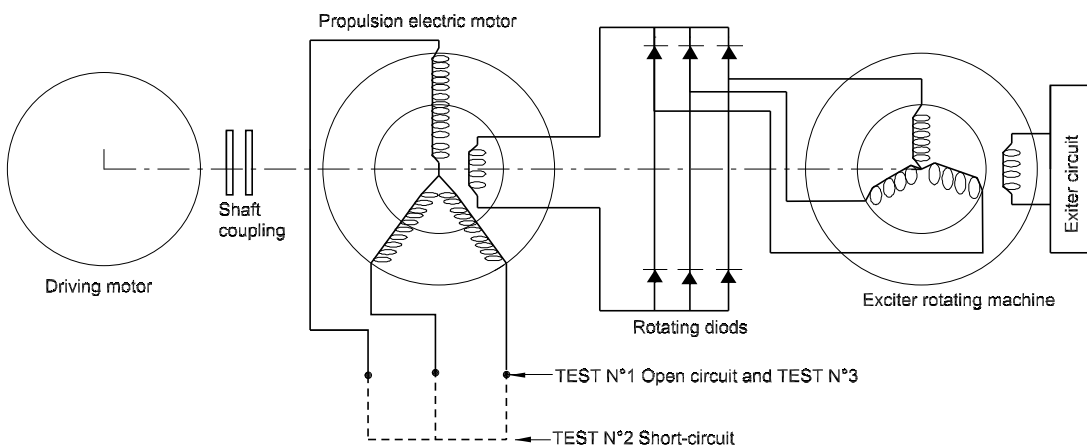 Propulsion electric motor
Shaft
coupling
Driving motor
Rotating diods
Exciter rotating machine
Exiter circuit
TEST N°1 Open circuit and TEST N°3
TEST N°2 Short-circuit